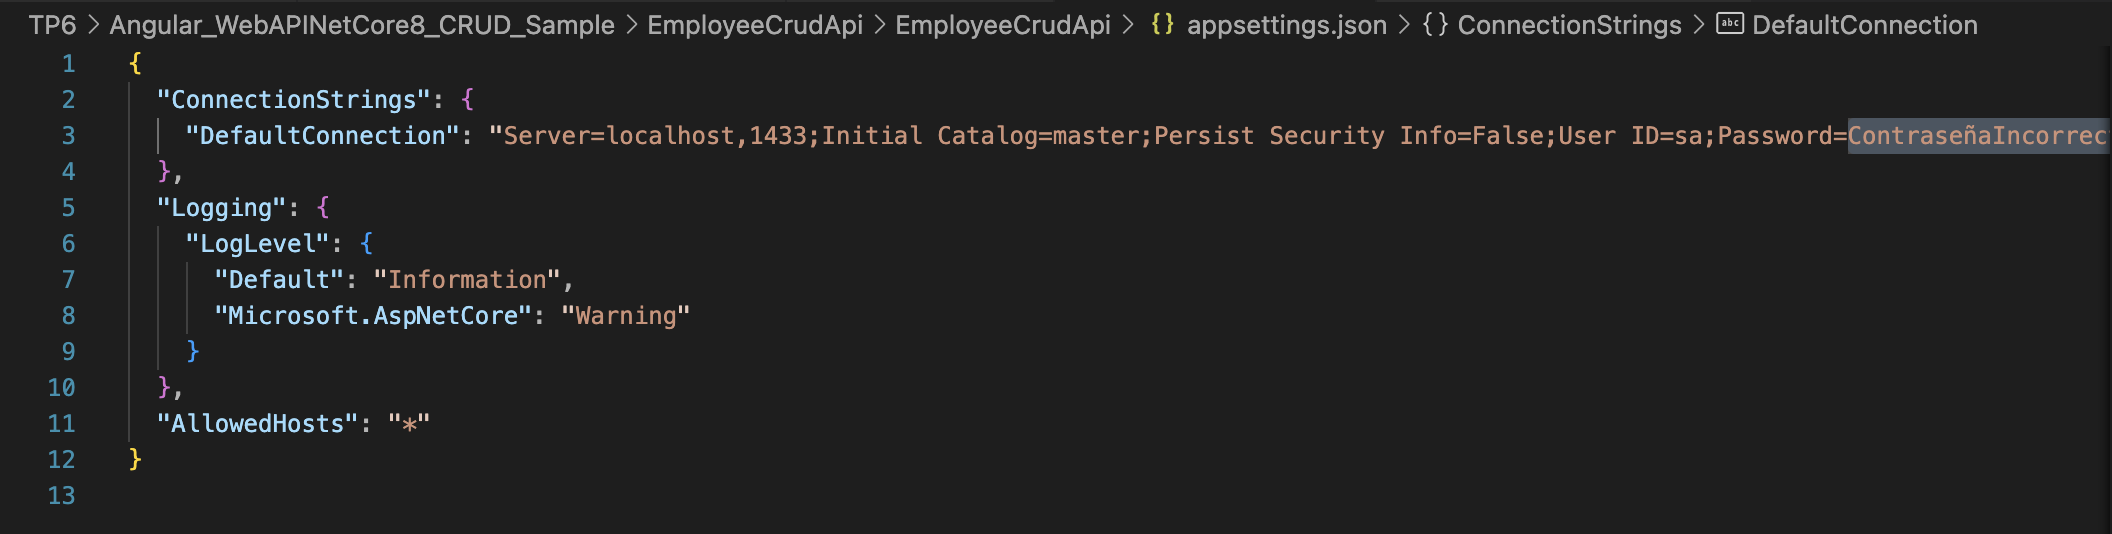 TP6 > Angular_WebAPINetCore8_CRUD_Sample > EmployeeCrudApi > EmployeeCrudApi > {} appsettings.json > {} ConnectionStrings > abc DefaultConnection
1 {
2 "ConnectionStrings": {
3 "DefaultConnection": "Server=localhost,1433;Initial Catalog=master;Persist Security Info=False;User ID=sa;Password=ContraseñaIncorrec
4 },
5 "Logging": {
6 "LogLevel": {
7 "Default": "Information",
8 "Microsoft.AspNetCore": "Warning"
9 }
10 },
11 "AllowedHosts": "*"
12 }
13